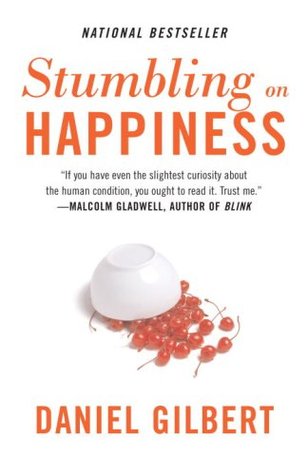 NATIONAL BESTSELLER
Stumbling on
HAPPINESS
“If you have even the slightest curiosity about
the human condition, you ought to read it. Trust me.”
—MALCOLM GLADWELL, AUTHOR OF BLINK
DANIEL GILBERT